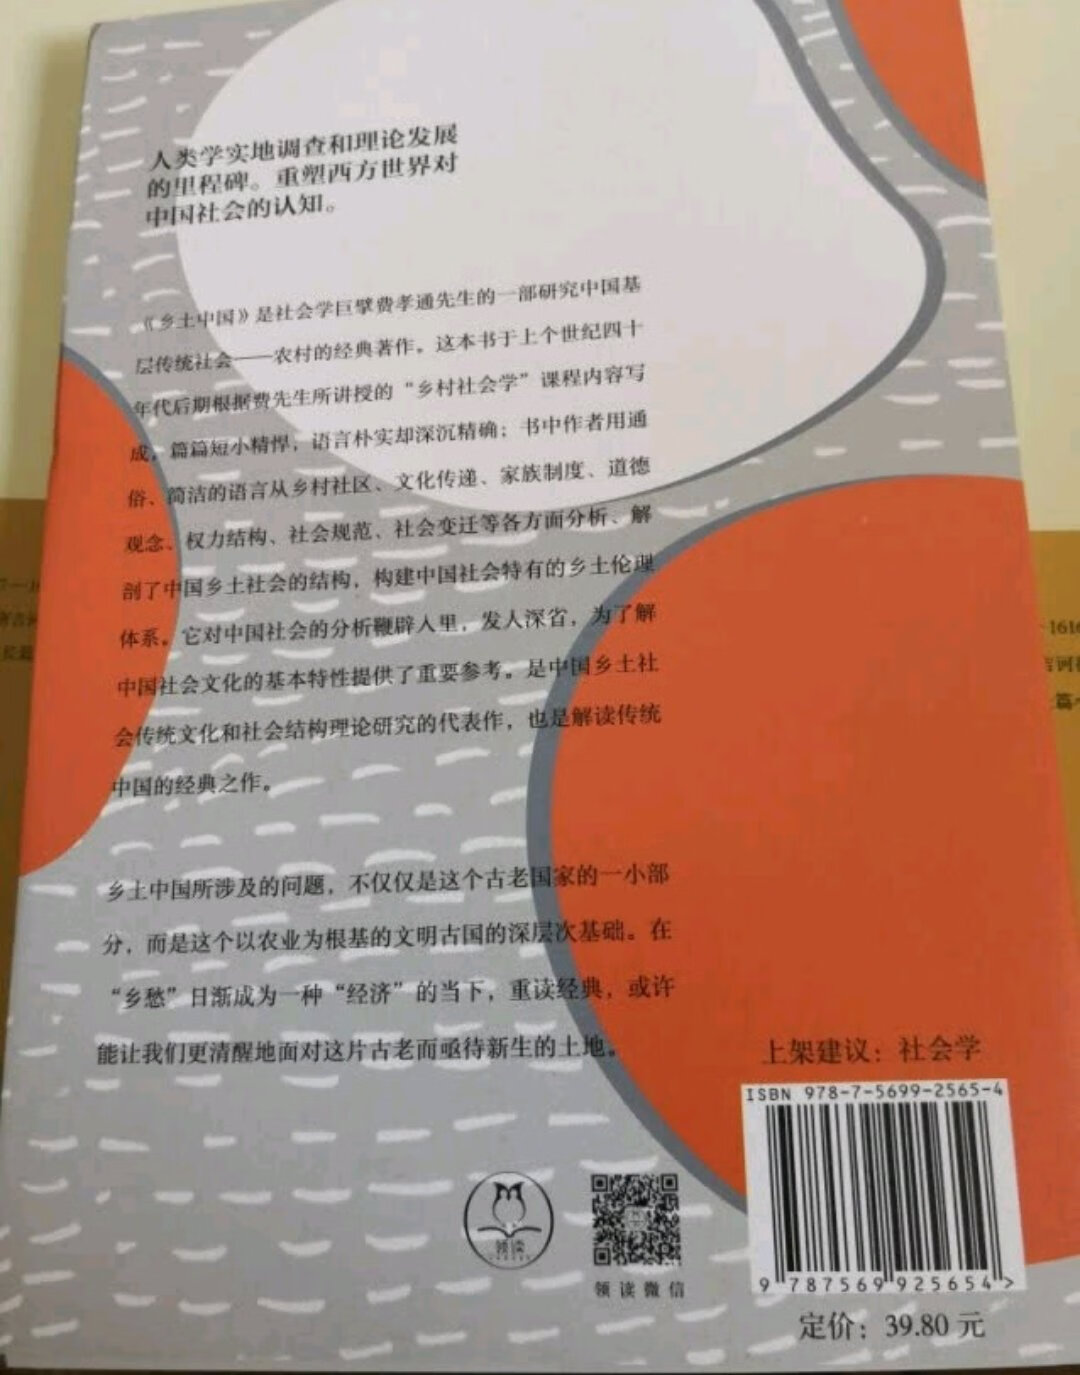 人类学实地调查和理论发展
的里程碑。重塑西方世界对
中国社会的认知。
《乡土中国》是社会学巨擘费孝通先生的一部研究中国基
层传统社会——农村的经典著作。这本书于上个世纪四十
年代后期根据费先生所讲授的“乡村社会学”课程内容写
成，篇篇短小精悍，语言朴实却深沉精确；书中作者用通
俗、简洁的语言从乡村社区、文化传递、家族制度、道德
观念、权力结构、社会规范、社会变迁等各方面分析、解
剖了中国乡土社会的结构，构建中国社会特有的乡土伦理
体系。它对中国社会的分析鞭辟人里，发人深省，为了解
中国社会文化的基本特性提供了重要参考。是中国乡土社
会传统文化和社会结构理论研究的代表作，也是解读传统
中国的经典之作。
乡土中国所涉及的问题，不仅仅是这个古老国家的一小部
分，而是这个以农业为根基的文明古国的深层次基础。在
“乡愁”日渐成为一种“经济”的当下，重读经典，或许
能让我们更清醒地面对这片古老而亟待新生的土地。
上架建议：社会学
ISBN 978-7-5699-2565-4
9 787569 925654 >
定价：39.80 元
领读
领读微信
1616